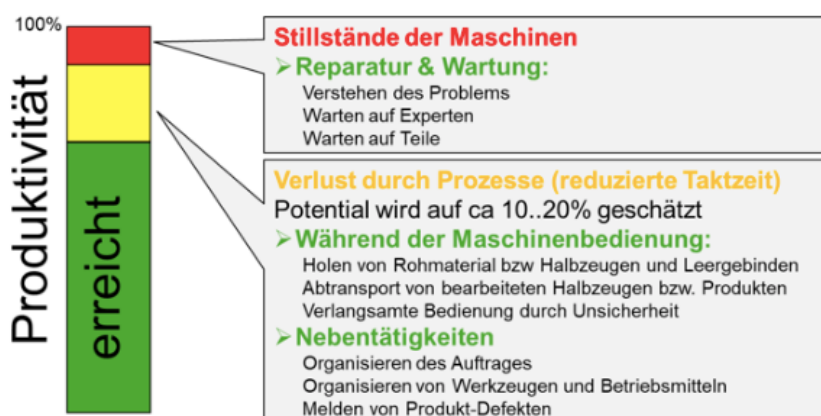 100%
Produktivität
erreicht
Stillstände der Maschinen
➢Reparatur & Wartung:
Verstehen des Problems
Warten auf Experten
Warten auf Teile
Verlust durch Prozesse (reduzierte Taktzeit)
Potential wird auf ca 10..20% geschätzt
➢Während der Maschinenbedienung:
Holen von Rohmaterial bzw Halbzeugen und Leergebinden
Abtransport von bearbeiteten Halbzeugen bzw. Produkten
Verlangsamte Bedienung durch Unsicherheit
➢Nebentätigkeiten
Organisieren des Auftrages
Organisieren von Werkzeugen und Betriebsmitteln
Melden von Produkt-Defekten